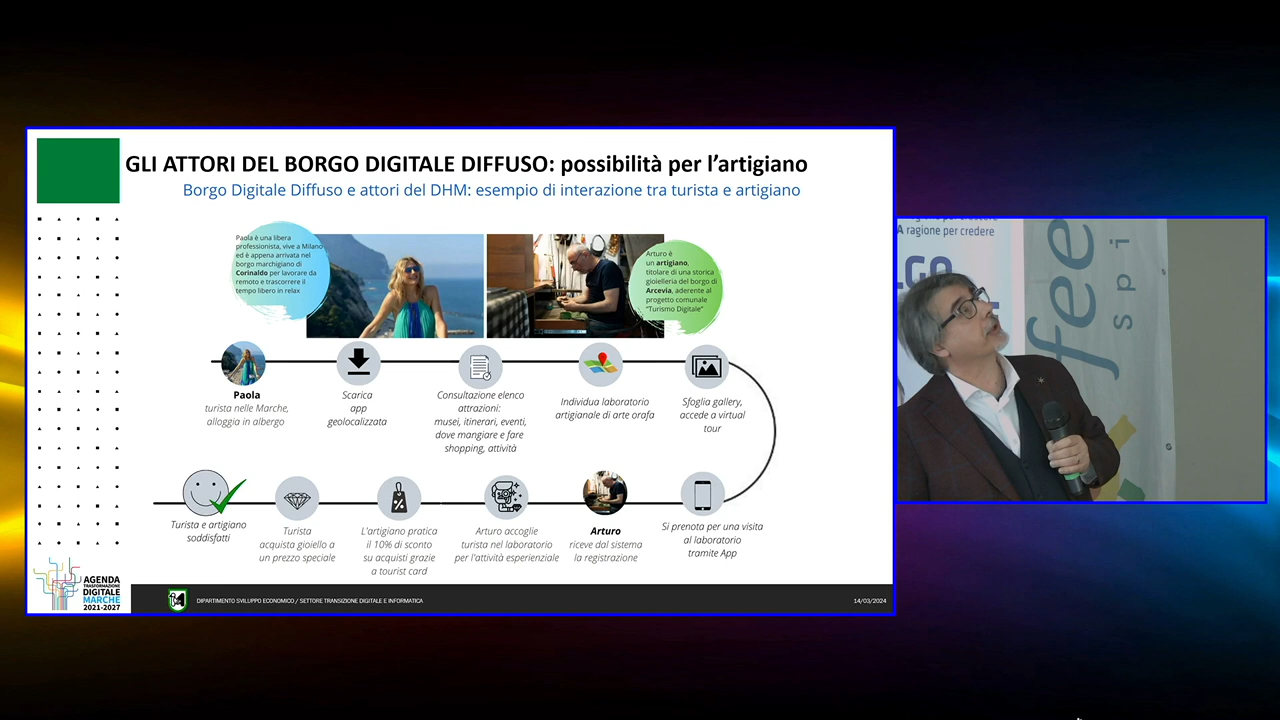 GLI ATTORI DEL BORGO DIGITALE DIFFUSO: possibilità per l'artigiano
Borgo Digitale Diffuso e attori del DHM: esempio di interazione tra turista e artigiano
Paola è una libera
professionista, vive a Milano
ed è appena arrivata nel
borgo marchigiano di
Corinaldo per lavorare da
remoto e trascorrere il
tempo libero in relax
Arturo è
un artigiano,
titolare di una storica
gioielleria del borgo di
Arcevia, aderente al
progetto comunale
"Turismo Digitale"
Paola
turista nelle Marche,
alloggia in albergo
Scarica
app
geolocalizzata
Consultazione elenco
attrazioni:
musei, itinerari, eventi,
dove mangiare e fare
shopping, attività
Individua laboratorio
artigianale di arte orafa
Sfoglia gallery,
accede a virtual
tour
Turista e artigiano
soddisfatti
Turista
acquista gioiello a
un prezzo speciale
L'artigiano pratica
il 10% di sconto
su acquisti grazie
a tourist card
Arturo accoglie
turista nel laboratorio
per l'attività esperienziale
Arturo
riceve dal sistema
la registrazione
Si prenota per una visita
al laboratorio
tramite App
AGENDA
TRASFORMAZIONE
DIGITALE
MARCHE
2021-2027
DIPARTIMENTO SVILUPPO ECONOMICO / SETTORE TRANSIZIONE DIGITALE E INFORMATICA
14/03/2024
A ragione per credere
fee
spi